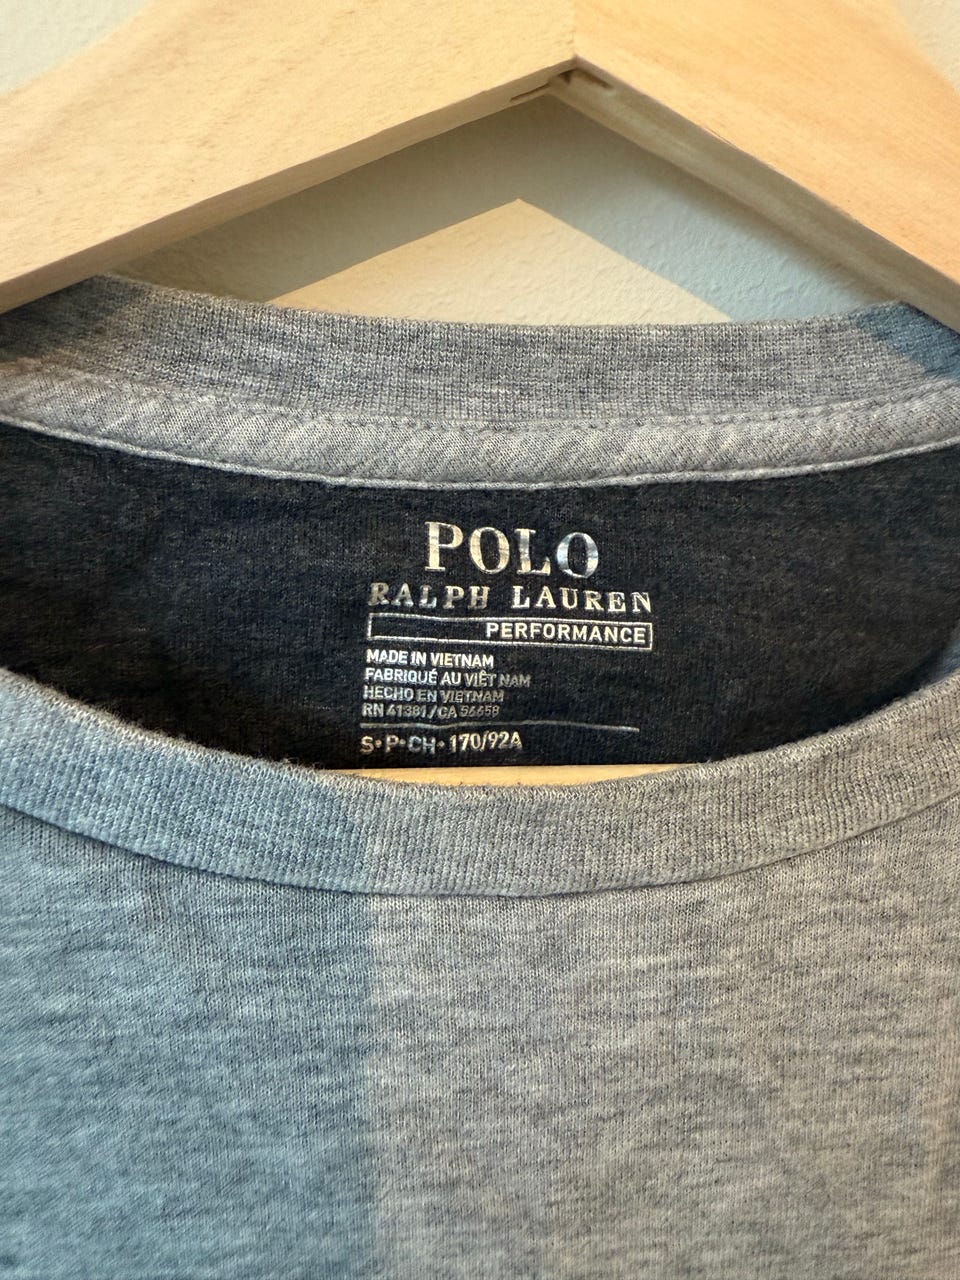 POLO
RALPH LAUREN
PERFORMANCE
MADE IN VIETNAM
FABRIQUÉ AU VIÊT NAM
HECHO EN VIETNAM
RN 41381/CA 56658
S•P•CH•170/92A